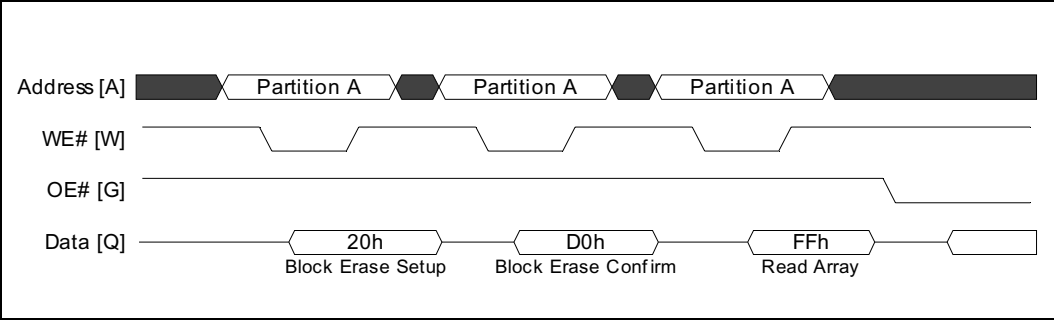 Address [A] Partition A Partition A Partition A
WE# [W]
OE# [G]
Data [Q] 20h D0h FFh
Block Erase Setup Block Erase Confirm Read Array